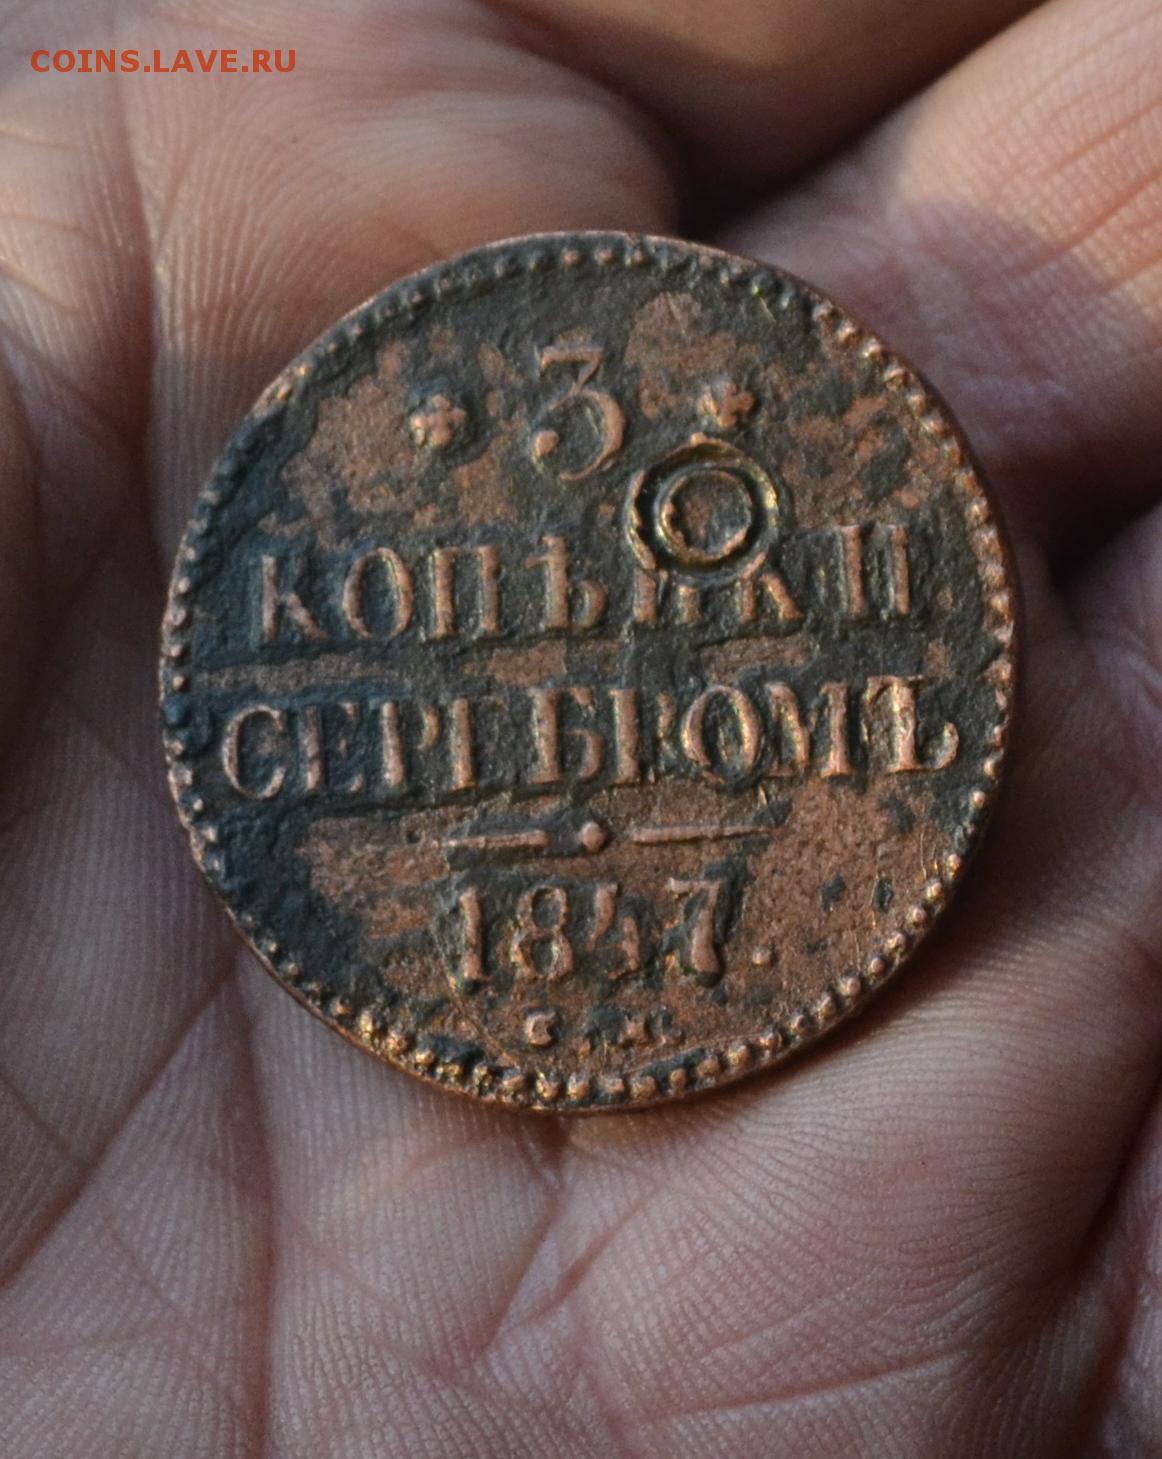 COINS.LAVE.RU
* 3 *
КОПѢЙКИ
СЕРЕБРОМЪ
1847.
С.М.